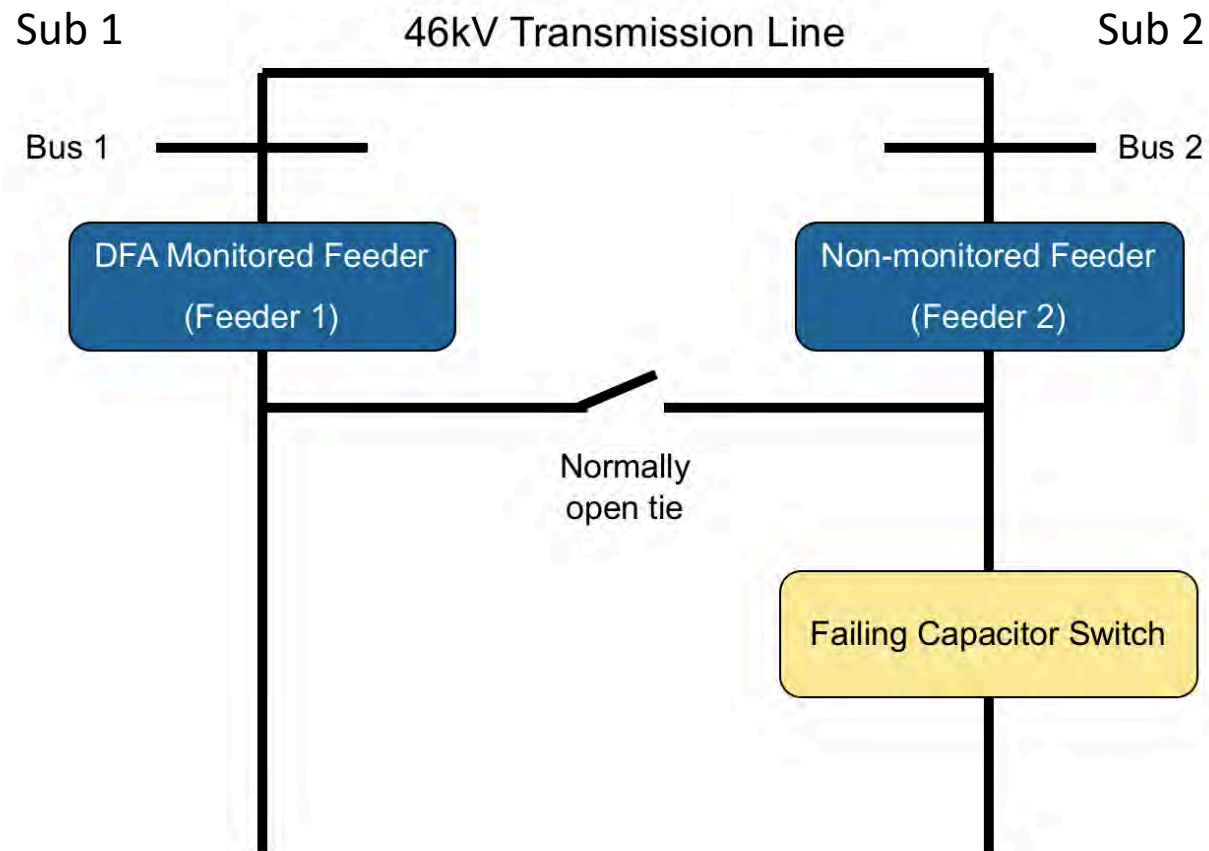 Sub 1
46kV Transmission Line
Sub 2
Bus 1
Bus 2
DFA Monitored Feeder
(Feeder 1)
Non-monitored Feeder
(Feeder 2)
Normally
open tie
Failing Capacitor Switch